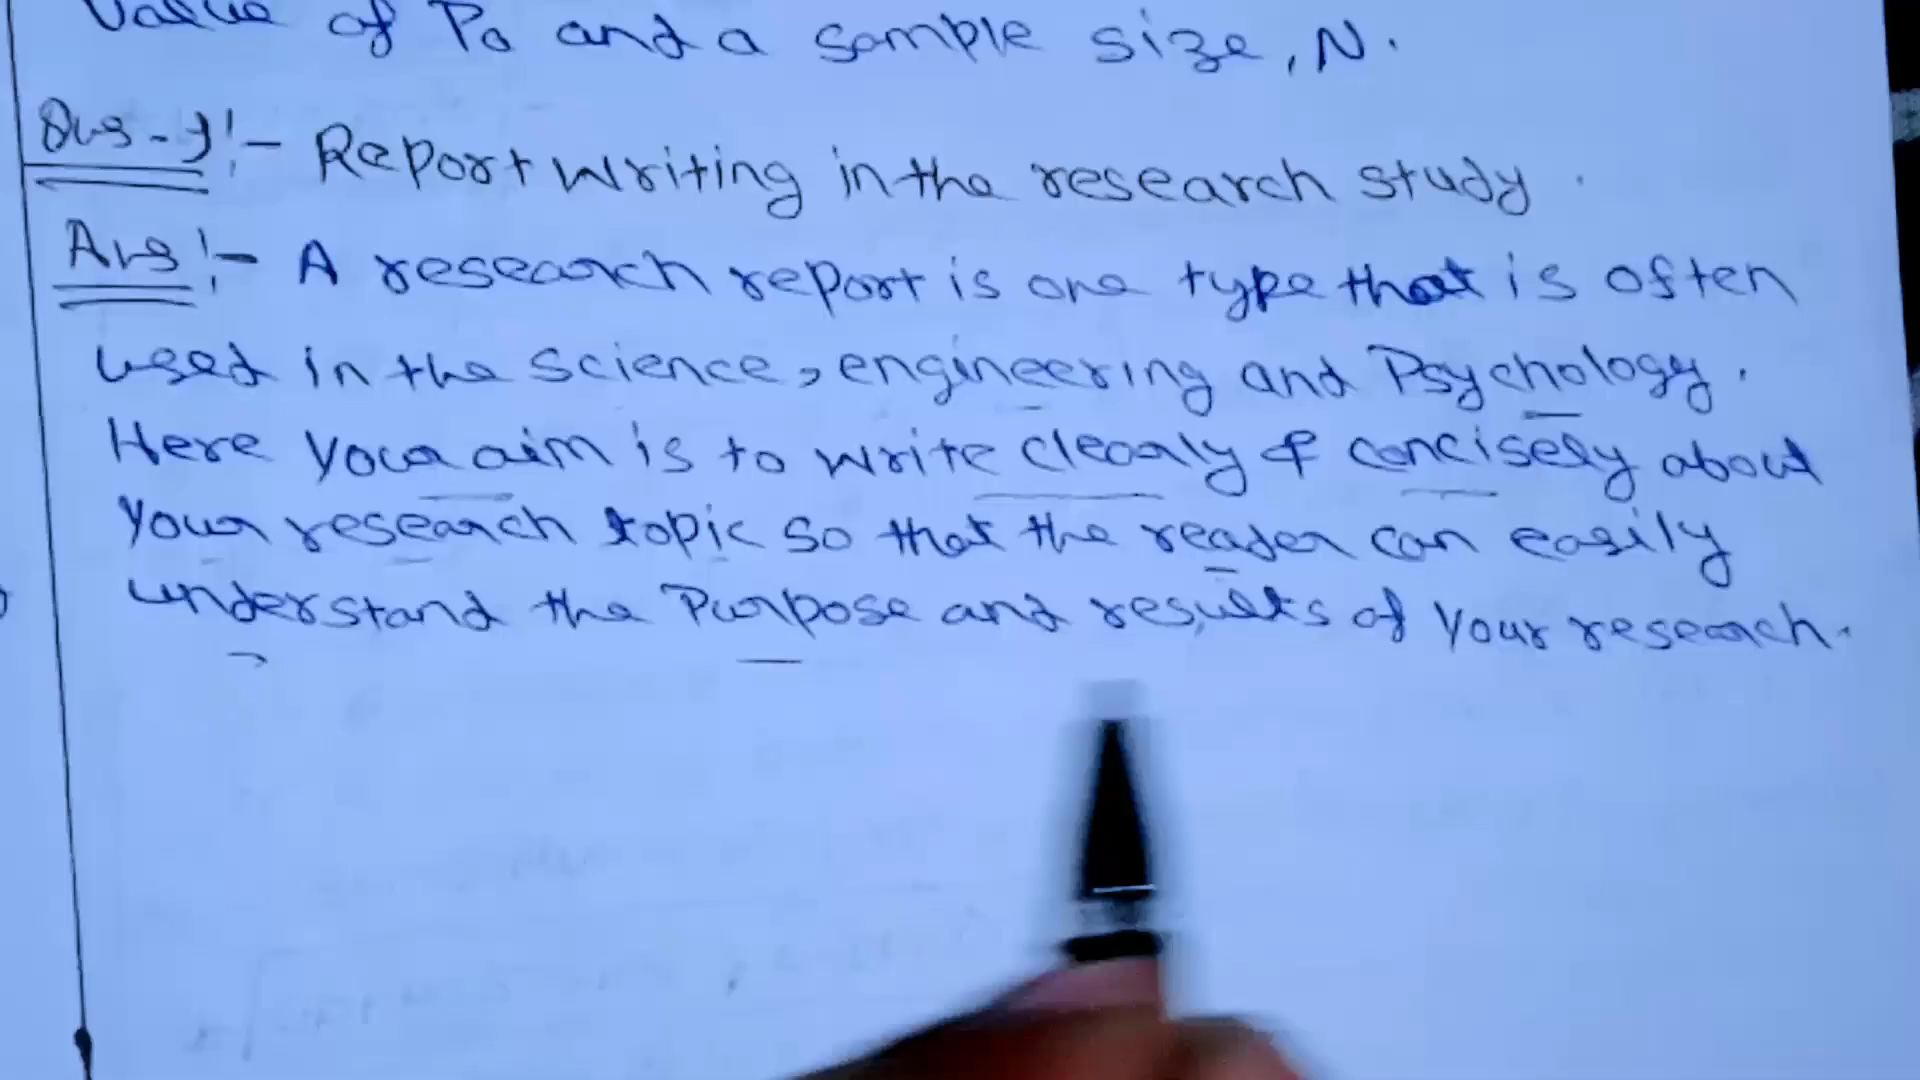 Value of Po and a sample size, N.
Qus-9:- Report Writing in the research study.
Ans:- A research report is one type that is often
used in the science, engineering and Psychology.
Here your aim is to write clearly & concisely about
your research topic so that the reader can easily
understand the Purpose and results of your research.